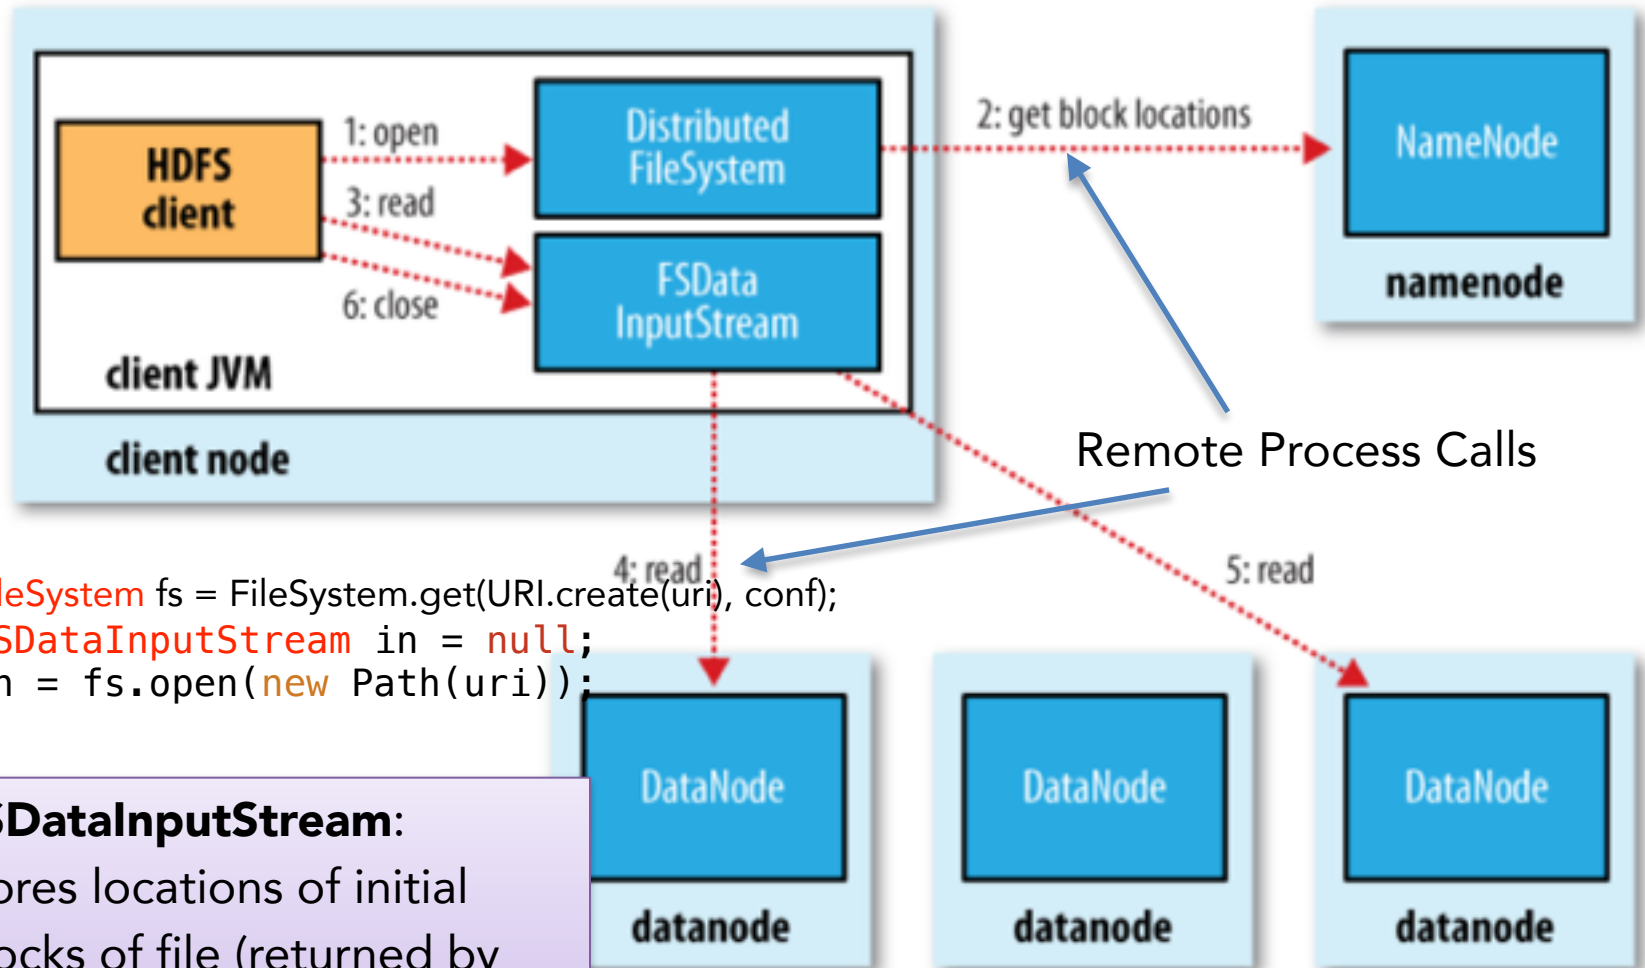 1: open
Distributed
FileSystem
2: get block locations
NameNode
HDFS
client
3: read
FSData
InputStream
6: close
namenode
client JVM
client node
Remote Process Calls
4: read
5: read
leSystem fs = FileSystem.get(URI.create(uri), conf);
SDataInputStream in = null;
n = fs.open(new Path(uri));
DataNode
DataNode
DataNode
SDataInputStream:
ores locations of initial
ocks of file (returned by
datanode
datanode
datanode